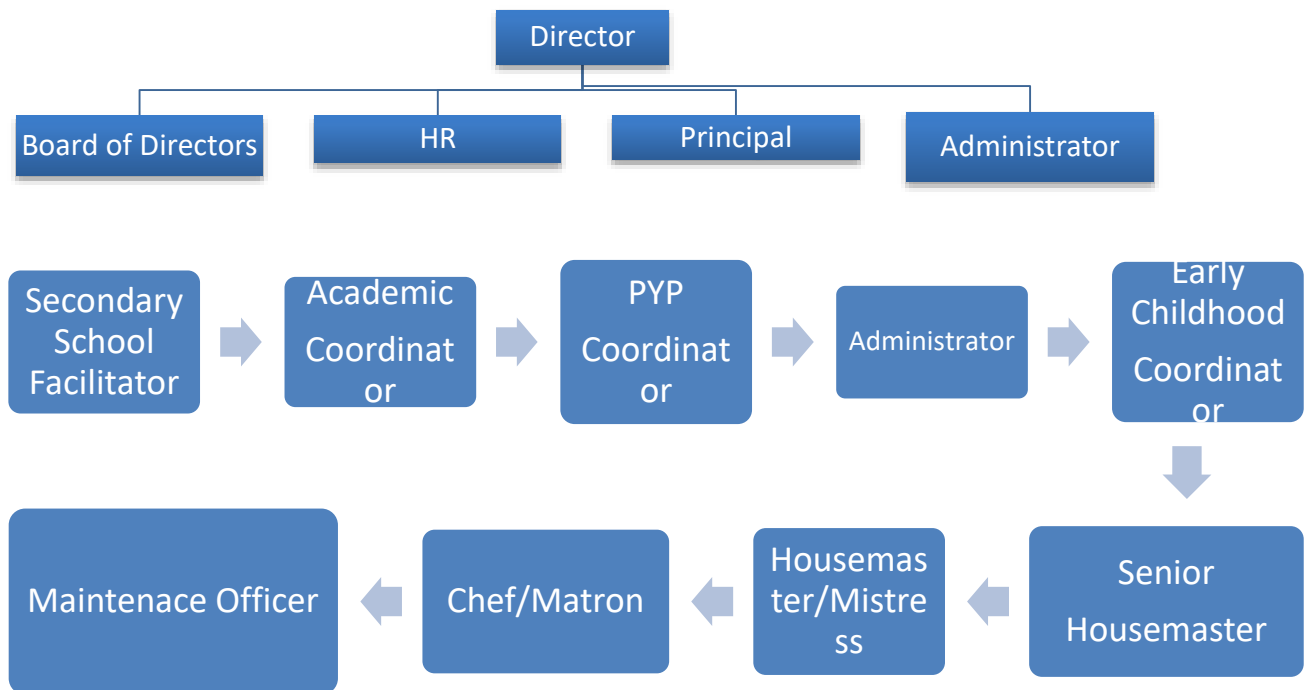 Director
Board of Directors
HR
Principal
Administrator
Secondary
School
Facilitator
Academic
Coordinat
or
PYP
Coordinat
or
Administrator
Early
Childhood
Coordinat
or
Senior
Housemaster
Housemas
ter/Mistre
ss
Chef/Matron
Maintenace Officer